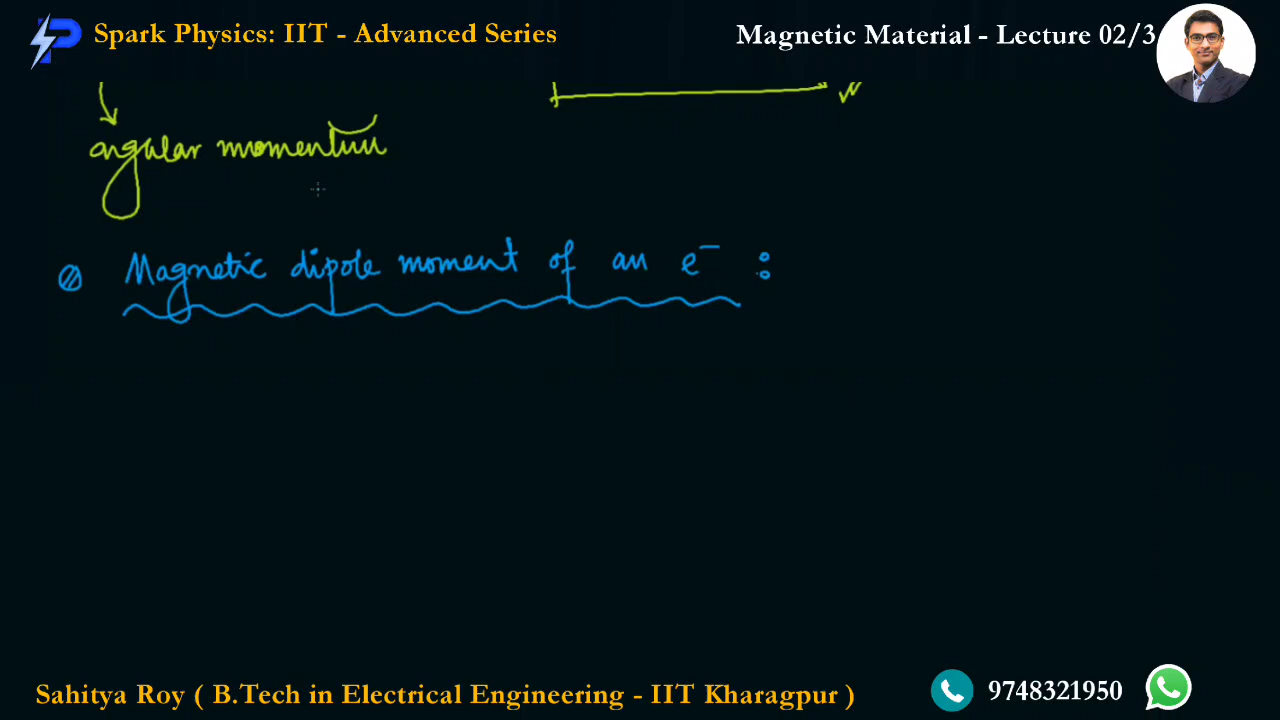 Spark Physics: IIT - Advanced Series
Magnetic Material - Lecture 02/3
angular momentum
Magnetic dipole moment of an e⁻ :
Sahitya Roy ( B.Tech in Electrical Engineering - IIT Kharagpur )
9748321950